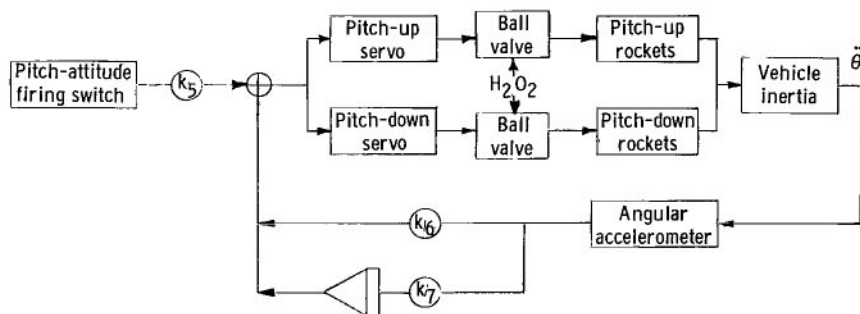 Pitch-attitude
firing switch
k5
Pitch-up
servo
Ball
valve
Pitch-up
rockets
H2O2
Pitch-down
servo
Ball
valve
Pitch-down
rockets
Vehicle
inertia
θ̈
k6
Angular
accelerometer
k7